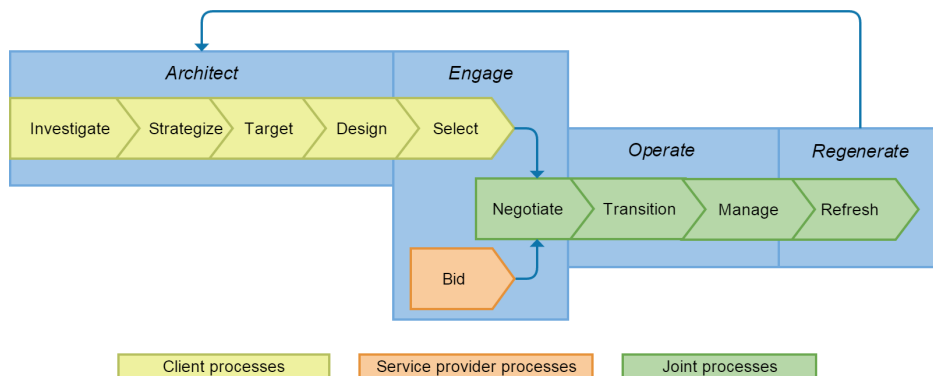 Architect
Engage
Investigate
Strategize
Target
Design
Select
Operate
Regenerate
Negotiate
Transition
Manage
Refresh
Bid
Client processes
Service provider processes
Joint processes